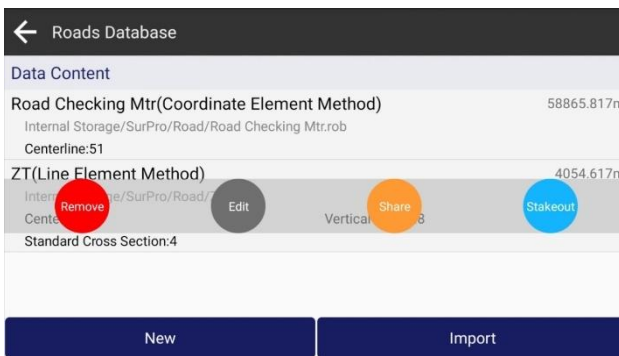 Roads Database
Data Content
Road Checking Mtr(Coordinate Element Method) 58865.817m
Internal Storage/SurPro/Road/Road Checking Mtr.rob
Centerline:51
ZT(Line Element Method) 4054.617m
Remove Edit Share Stakeout
Standard Cross Section:4
New Import